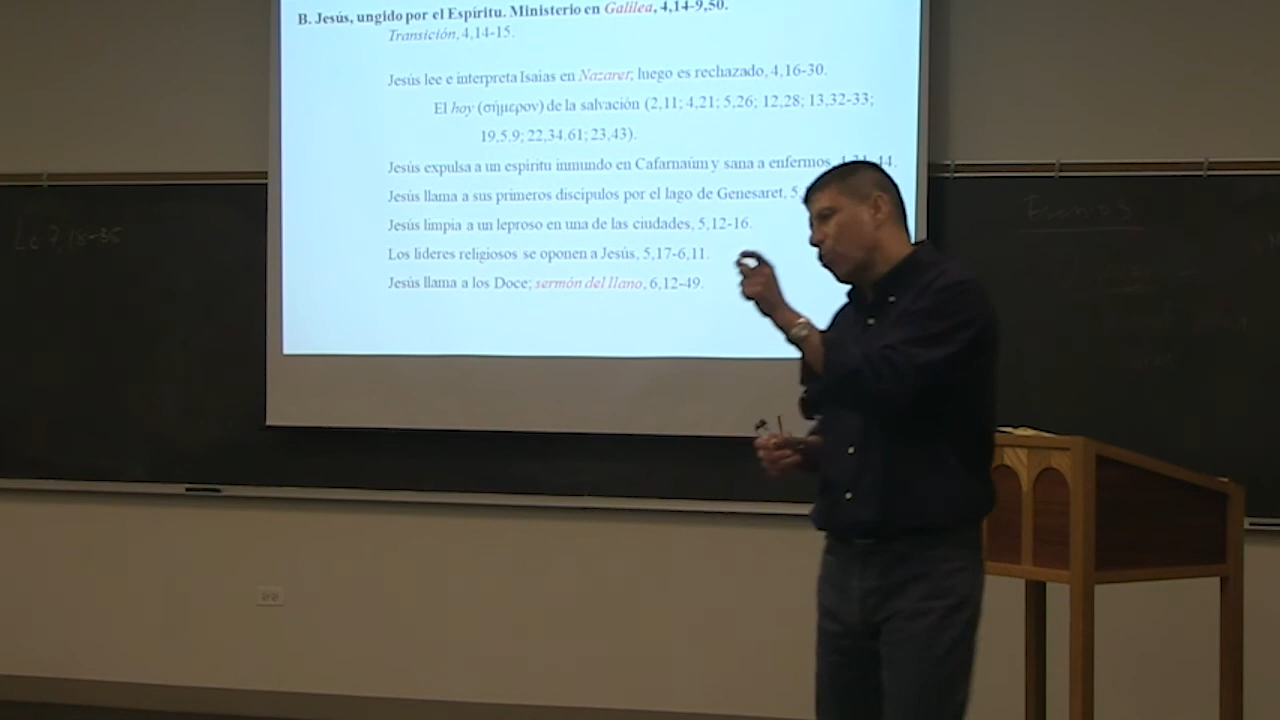 B. Jesús, ungido por el Espíritu. Ministerio en Galilea, 4,14-9,50.
Transición, 4,14-15.
Jesús lee e interpreta Isaías en Nazaret; luego es rechazado, 4,16-30.
El hoy (σήμερον) de la salvación (2,11; 4,21; 5,26; 12,28; 13,32-33;
19,5.9; 22,34.61; 23,43).
Jesús expulsa a un espíritu inmundo en Cafarnaúm y sana a enfermos,
Jesús llama a sus primeros discípulos por el lago de Genesaret, 5,
Jesús limpia a un leproso en una de las ciudades, 5,12-16.
Los líderes religiosos se oponen a Jesús, 5,17-6,11.
Jesús llama a los Doce; sermón del llano, 6,12-49.
Lc 7,18-35